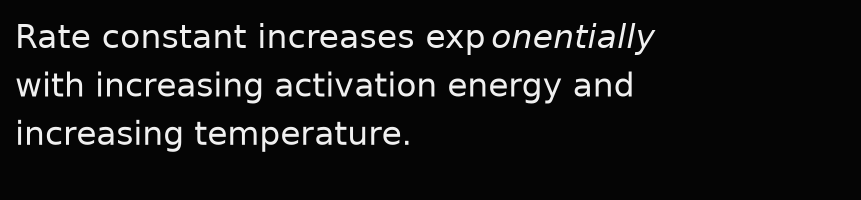 Rate constant increases exponentially
with increasing activation energy and
increasing temperature.